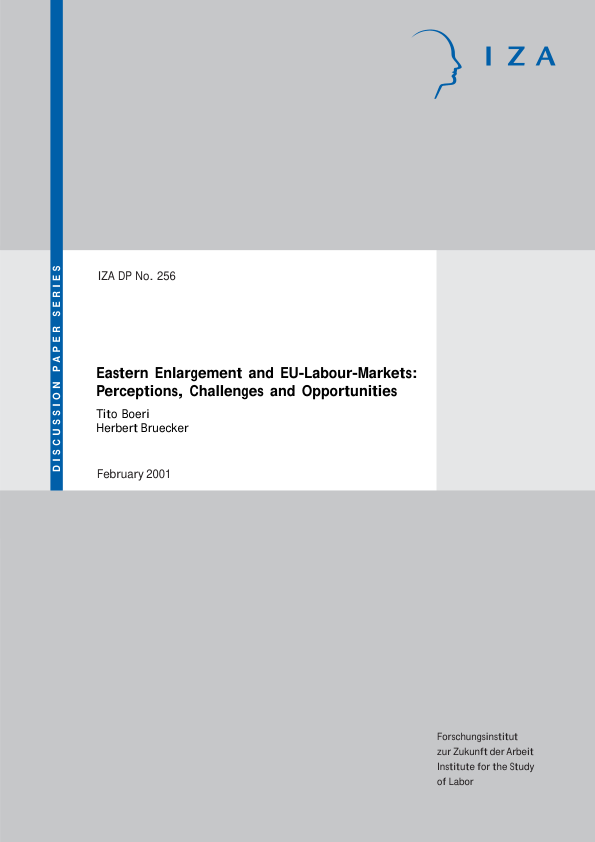 IZA
DISCUSSION PAPER SERIES
IZA DP No. 256
Eastern Enlargement and EU-Labour-Markets:
Perceptions, Challenges and Opportunities
Tito Boeri
Herbert Bruecker
February 2001
Forschungsinstitut
zur Zukunft der Arbeit
Institute for the Study
of Labor